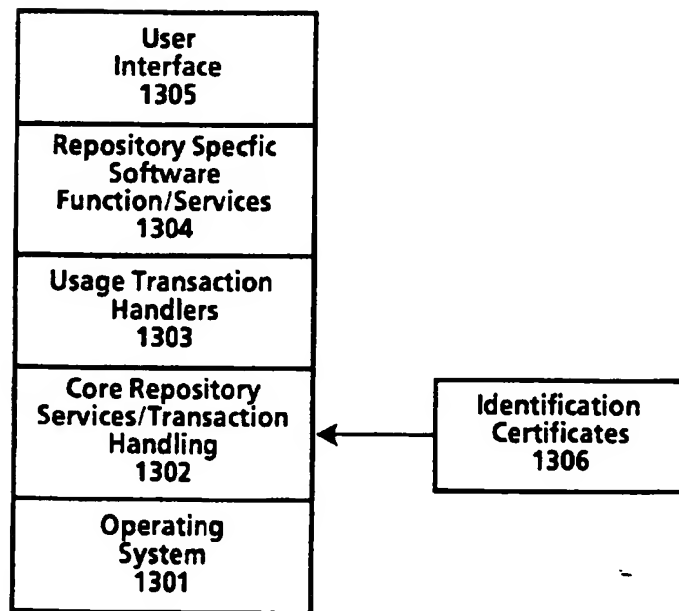 User
Interface
1305
Repository Specfic
Software
Function/Services
1304
Usage Transaction
Handlers
1303
Core Repository
Services/Transaction
Handling
1302
Operating
System
1301
Identification
Certificates
1306